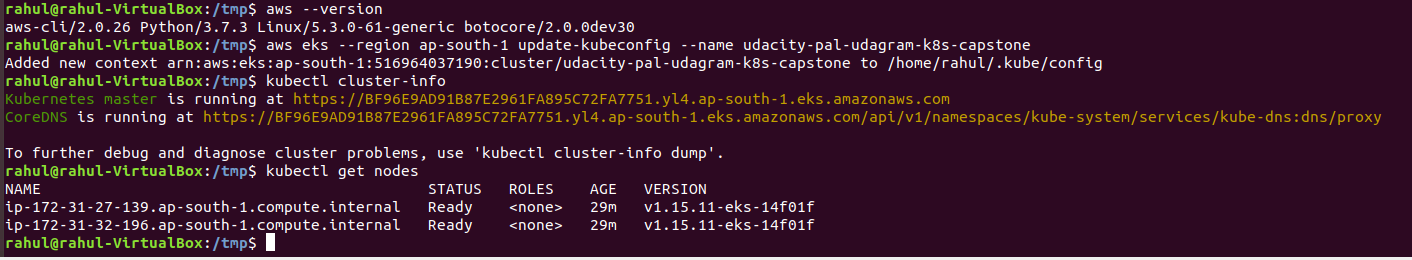 rahul@rahul-VirtualBox:/tmp$ aws --version
aws-cli/2.0.26 Python/3.7.3 Linux/5.3.0-61-generic botocore/2.0.0dev30
rahul@rahul-VirtualBox:/tmp$ aws eks --region ap-south-1 update-kubeconfig --name udacity-pal-udagram-k8s-capstone
Added new context arn:aws:eks:ap-south-1:516964037190:cluster/udacity-pal-udagram-k8s-capstone to /home/rahul/.kube/config
rahul@rahul-VirtualBox:/tmp$ kubectl cluster-info
Kubernetes master is running at https://BF96E9AD91B87E2961FA895C72FA7751.yl4.ap-south-1.eks.amazonaws.com
CoreDNS is running at https://BF96E9AD91B87E2961FA895C72FA7751.yl4.ap-south-1.eks.amazonaws.com/api/v1/namespaces/kube-system/services/kube-dns:dns/proxy
To further debug and diagnose cluster problems, use 'kubectl cluster-info dump'.
rahul@rahul-VirtualBox:/tmp$ kubectl get nodes
NAME STATUS ROLES AGE VERSION
ip-172-31-27-139.ap-south-1.compute.internal Ready <none> 29m v1.15.11-eks-14f01f
ip-172-31-32-196.ap-south-1.compute.internal Ready <none> 29m v1.15.11-eks-14f01f
rahul@rahul-VirtualBox:/tmp$